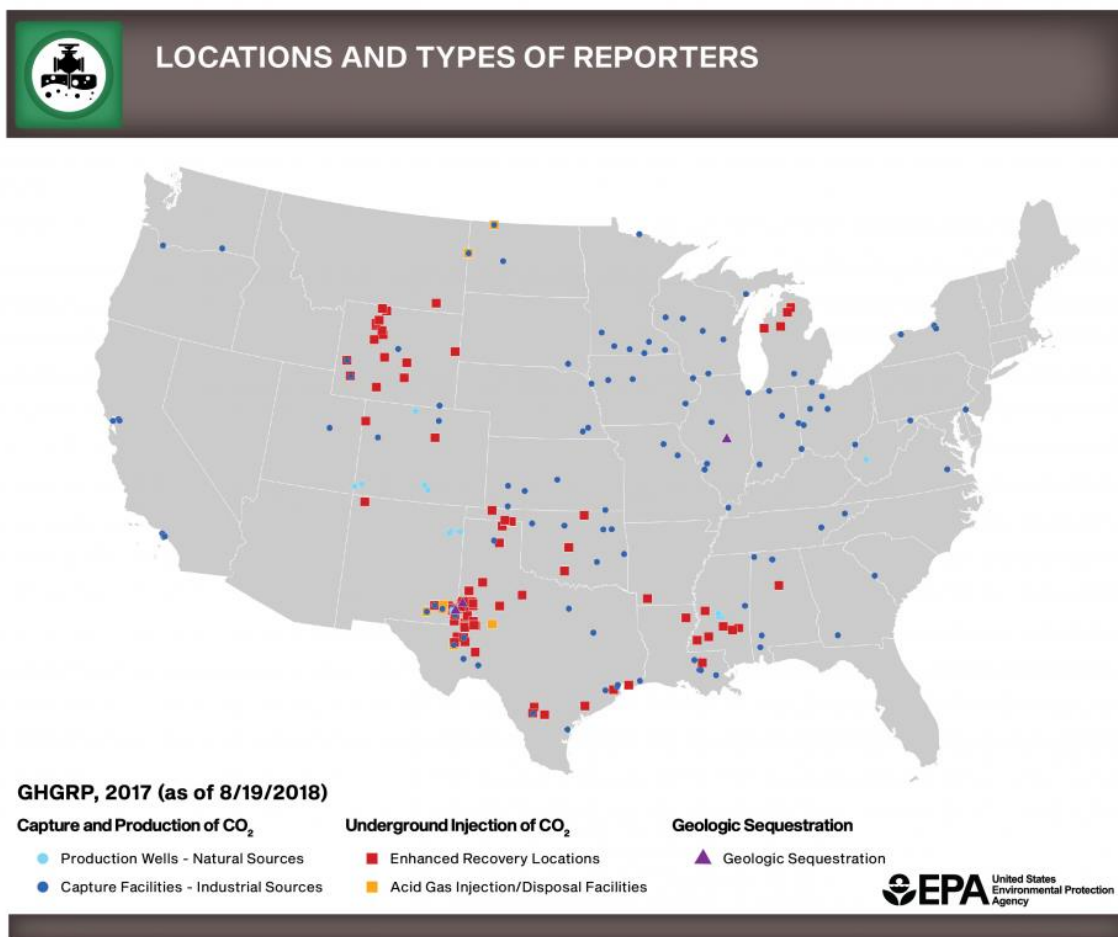 LOCATIONS AND TYPES OF REPORTERS
GHGRP, 2017 (as of 8/19/2018)
Capture and Production of CO₂
Production Wells - Natural Sources
Capture Facilities - Industrial Sources
Underground Injection of CO₂
Enhanced Recovery Locations
Acid Gas Injection/Disposal Facilities
Geologic Sequestration
Geologic Sequestration
EPA
United States
Environmental Protection
Agency